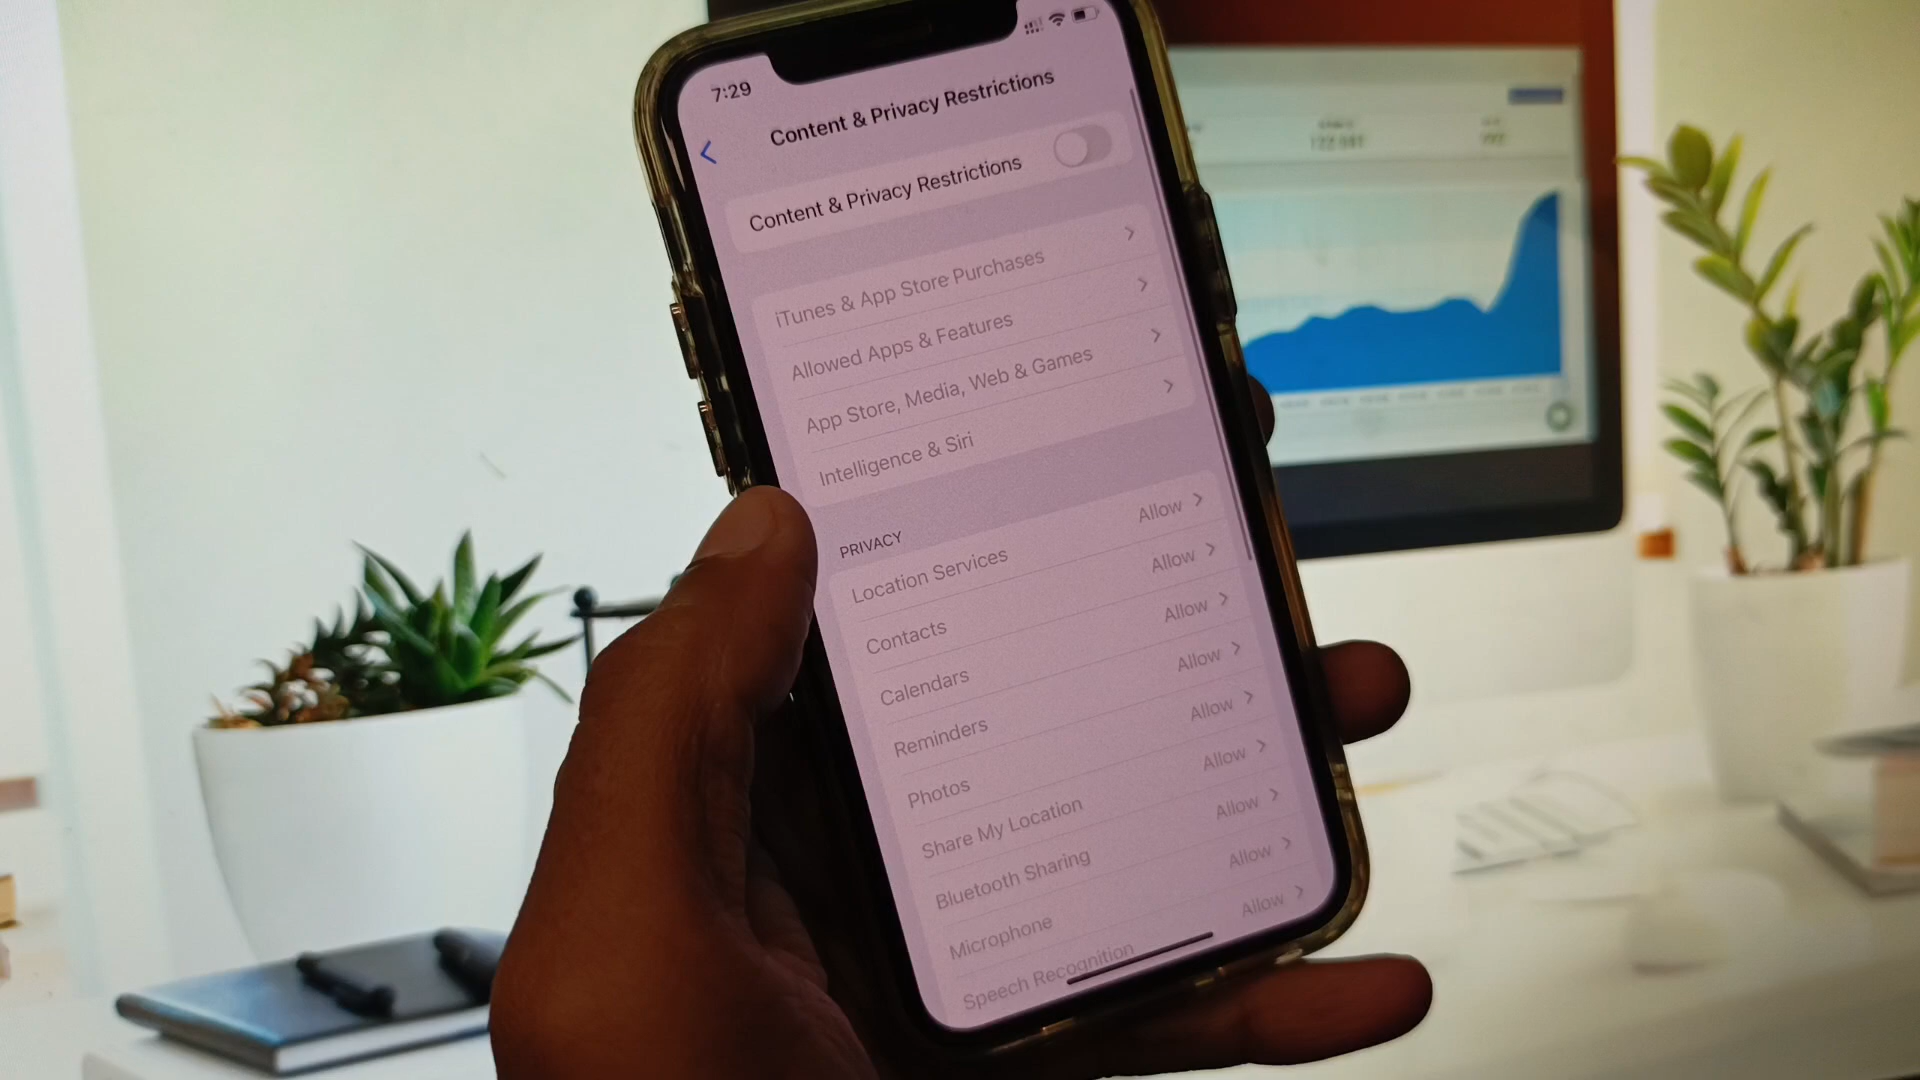 7:29
Content & Privacy Restrictions
Content & Privacy Restrictions
iTunes & App Store Purchases
Allowed Apps & Features
App Store, Media, Web & Games
Intelligence & Siri
PRIVACY
Location Services Allow
Contacts Allow
Calendars Allow
Reminders Allow
Photos Allow
Share My Location Allow
Bluetooth Sharing Allow
Microphone Allow
Speech Recognition Allow